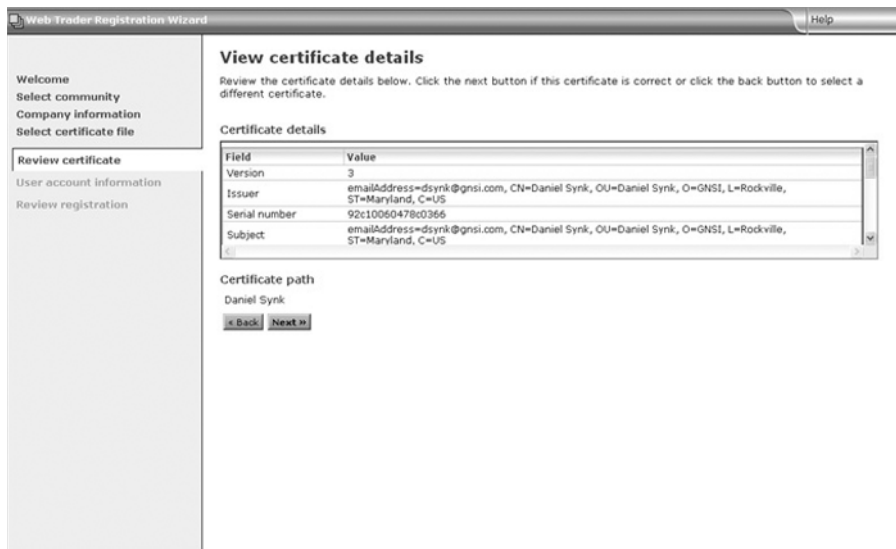 Web Trader Registration Wizard
Help
Welcome
Select community
Company information
Select certificate file
Review certificate
User account information
Review registration
View certificate details
Review the certificate details below. Click the next button if this certificate is correct or click the back button to select a
different certificate.
Certificate details
Field Value
Version 3
Issuer emailAddress=dsynk@gnsi.com, CN=Daniel Synk, OU=Daniel Synk, O=GNSI, L=Rockville,
ST=Maryland, C=US
Serial number 92c10060478c0366
Subject emailAddress=dsynk@gnsi.com, CN=Daniel Synk, OU=Daniel Synk, O=GNSI, L=Rockville,
ST=Maryland, C=US
Certificate path
Daniel Synk
« Back Next »